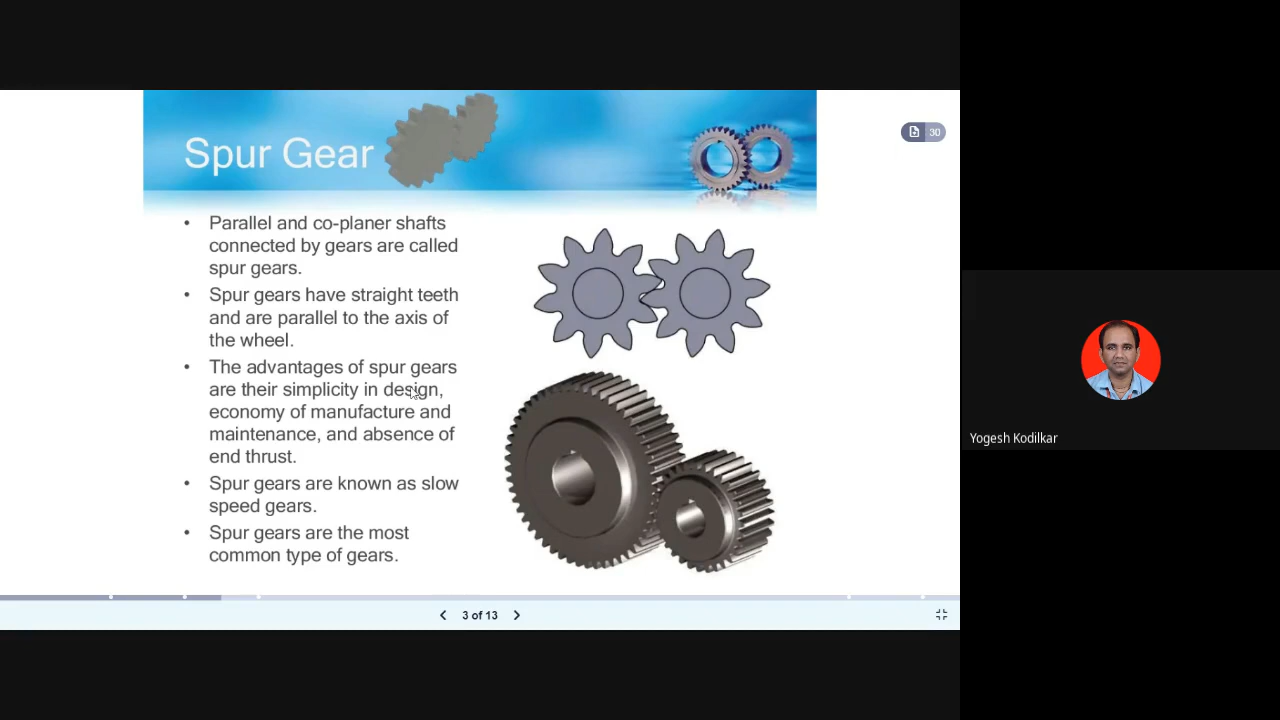 Spur Gear
30
• Parallel and co-planer shafts
connected by gears are called
spur gears.
• Spur gears have straight teeth
and are parallel to the axis of
the wheel.
• The advantages of spur gears
are their simplicity in design,
economy of manufacture and
maintenance, and absence of
end thrust.
• Spur gears are known as slow
speed gears.
• Spur gears are the most
common type of gears.
3 of 13
Yogesh Kodilkar